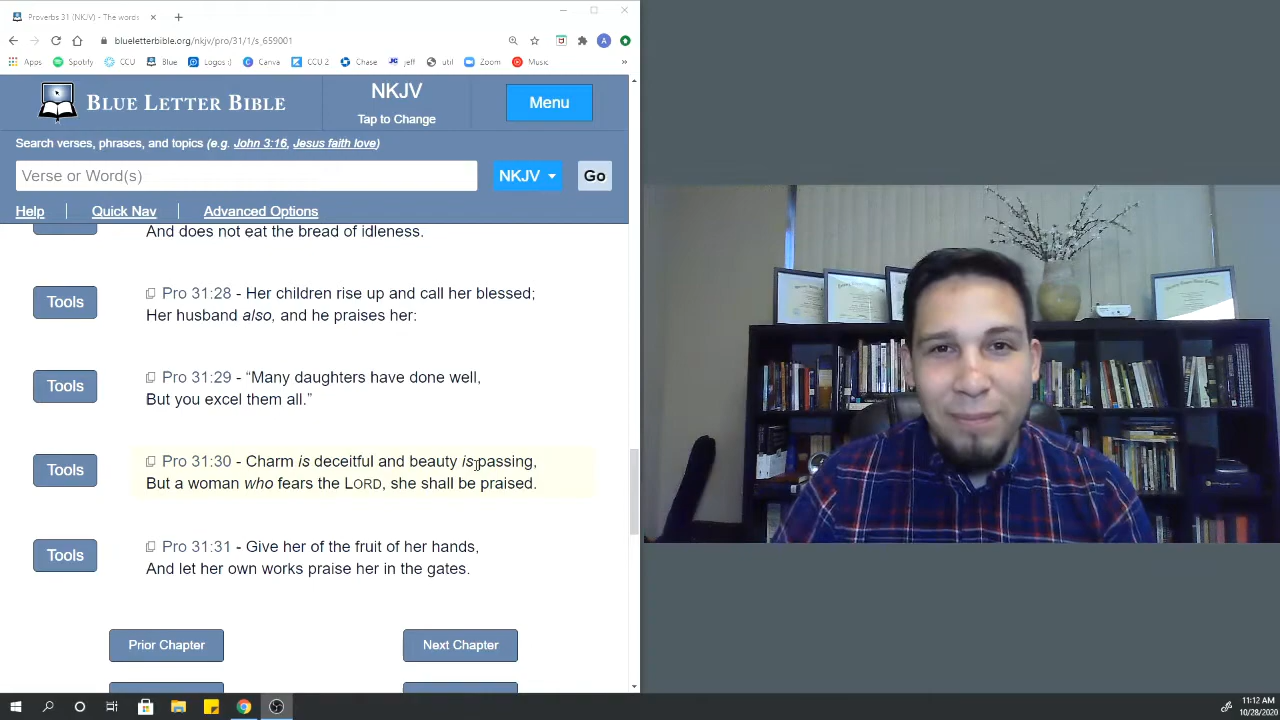 Proverbs 31 (NKJV) - The words
blueletterbible.org/nkjv/pro/31/1/s_659001
Apps Spotify CCU Blue Logos :) Canva CCU 2 Chase jeff util Zoom Music »
BLUE LETTER BIBLE
NKJV
Tap to Change
Menu
Search verses, phrases, and topics (e.g. John 3:16, Jesus faith love)
Verse or Word(s)
NKJV
Go
Help
Quick Nav
Advanced Options
And does not eat the bread of idleness.
Tools
Pro 31:28 - Her children rise up and call her blessed;
Her husband also, and he praises her:
Tools
Pro 31:29 - “Many daughters have done well,
But you excel them all.”
Tools
Pro 31:30 - Charm is deceitful and beauty is passing,
But a woman who fears the LORD, she shall be praised.
Tools
Pro 31:31 - Give her of the fruit of her hands,
And let her own works praise her in the gates.
Prior Chapter
Next Chapter
11:12 AM
10/28/2020